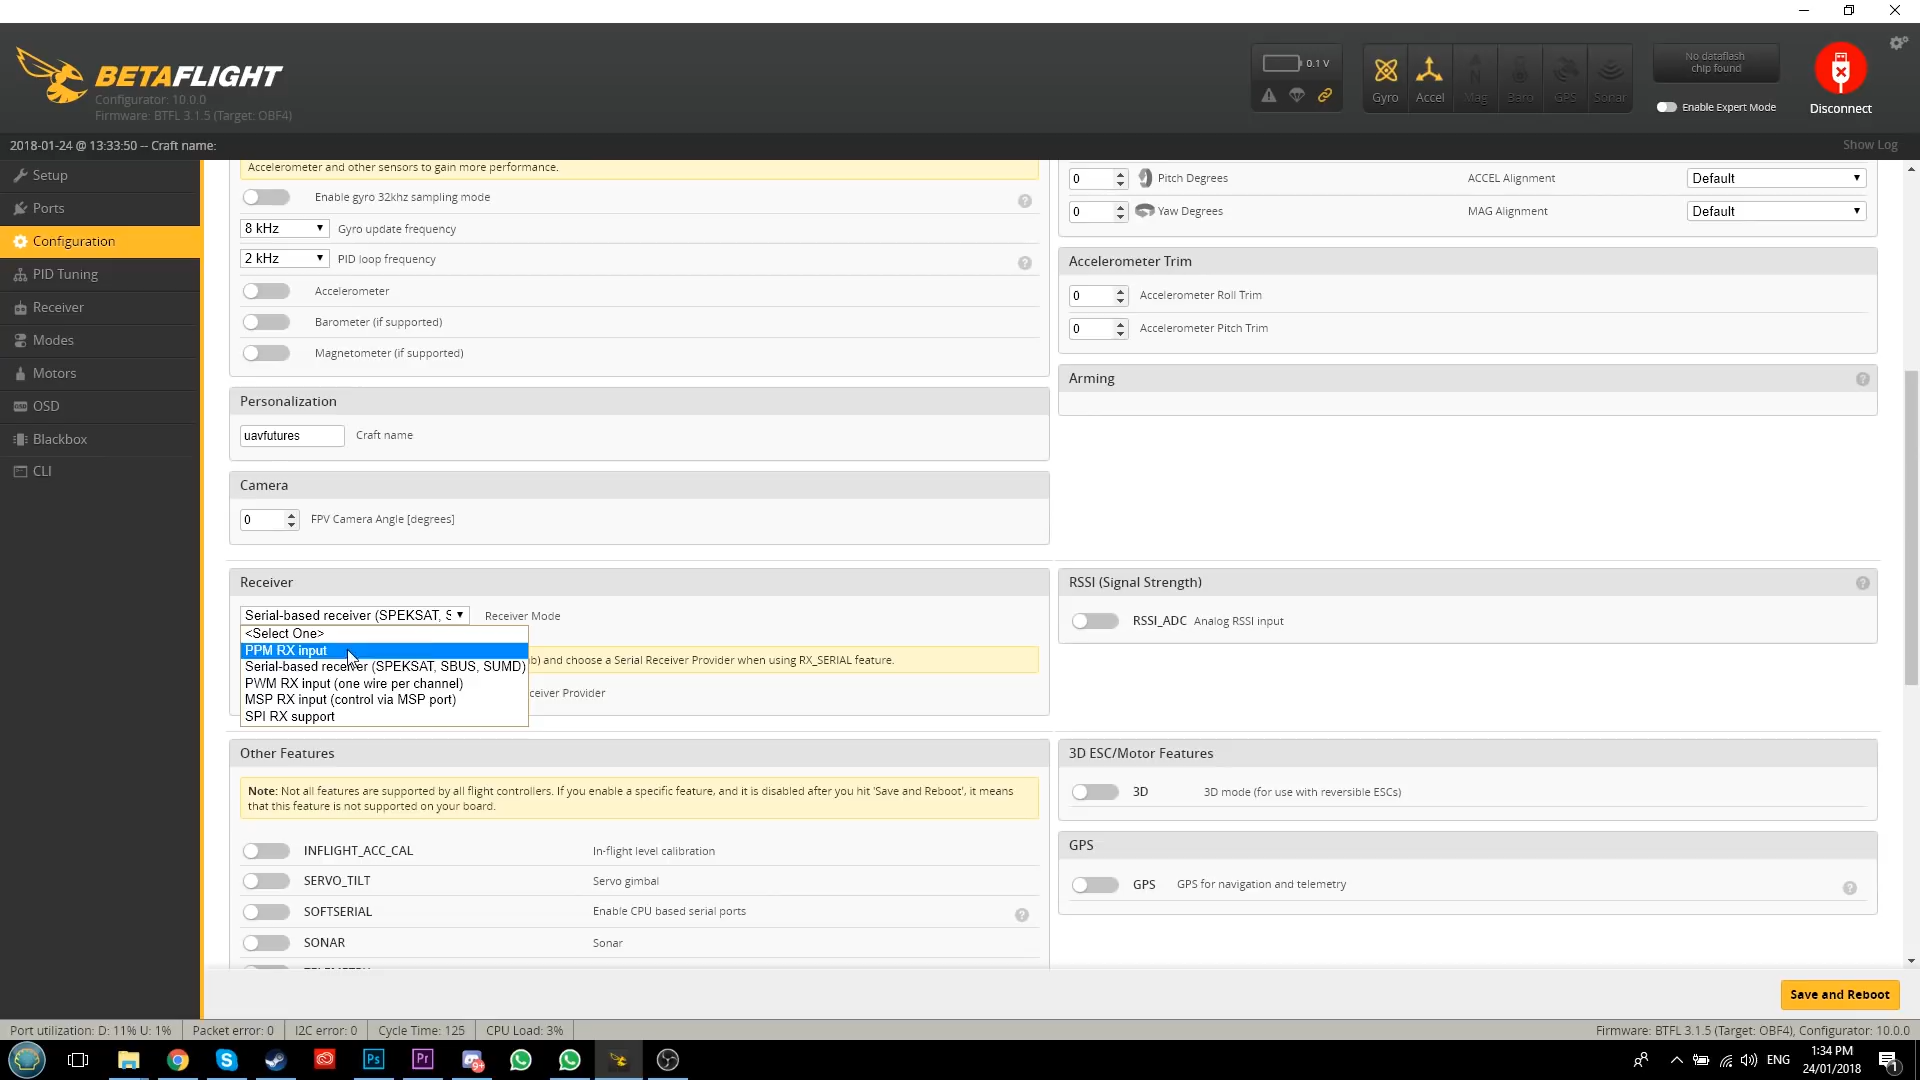 BETAFLIGHT
Configurator: 10.0.0
Firmware: BTFL 3.1.5 (Target: OBF4)
0.1 V
Gyro
Accel
Mag
Baro
GPS
Sonar
No dataflash
chip found
Enable Expert Mode
Disconnect
2018-01-24 @ 13:33:50 -- Craft name:
Show Log
Setup
Ports
Configuration
PID Tuning
Receiver
Modes
Motors
OSD
Blackbox
CLI
Accelerometer and other sensors to gain more performance.
Enable gyro 32khz sampling mode
8 kHz
Gyro update frequency
2 kHz
PID loop frequency
Accelerometer
Barometer (if supported)
Magnetometer (if supported)
Personalization
uavfutures
Craft name
Camera
0
FPV Camera Angle [degrees]
0
Pitch Degrees
ACCEL Alignment
Default
0
Yaw Degrees
MAG Alignment
Default
Accelerometer Trim
0
Accelerometer Roll Trim
0
Accelerometer Pitch Trim
Arming
Receiver
Serial-based receiver (SPEKSAT, S
Receiver Mode
<Select One>
PPM RX input
Serial-based receiver (SPEKSAT, SBUS, SUMD)
PWM RX input (one wire per channel)
MSP RX input (control via MSP port)
SPI RX support
b) and choose a Serial Receiver Provider when using RX_SERIAL feature.
ceiver Provider
RSSI (Signal Strength)
RSSI_ADC Analog RSSI input
Other Features
Note: Not all features are supported by all flight controllers. If you enable a specific feature, and it is disabled after you hit 'Save and Reboot', it means
that this feature is not supported on your board.
INFLIGHT_ACC_CAL
In-flight level calibration
SERVO_TILT
Servo gimbal
SOFTSERIAL
Enable CPU based serial ports
SONAR
Sonar
3D ESC/Motor Features
3D
3D mode (for use with reversible ESCs)
GPS
GPS
GPS for navigation and telemetry
Save and Reboot
Port utilization: D: 11% U: 1%
Packet error: 0
I2C error: 0
Cycle Time: 125
CPU Load: 3%
Firmware: BTFL 3.1.5 (Target: OBF4), Configurator: 10.0.0
Ps
Pr
9+
ENG
1:34 PM
24/01/2018
1